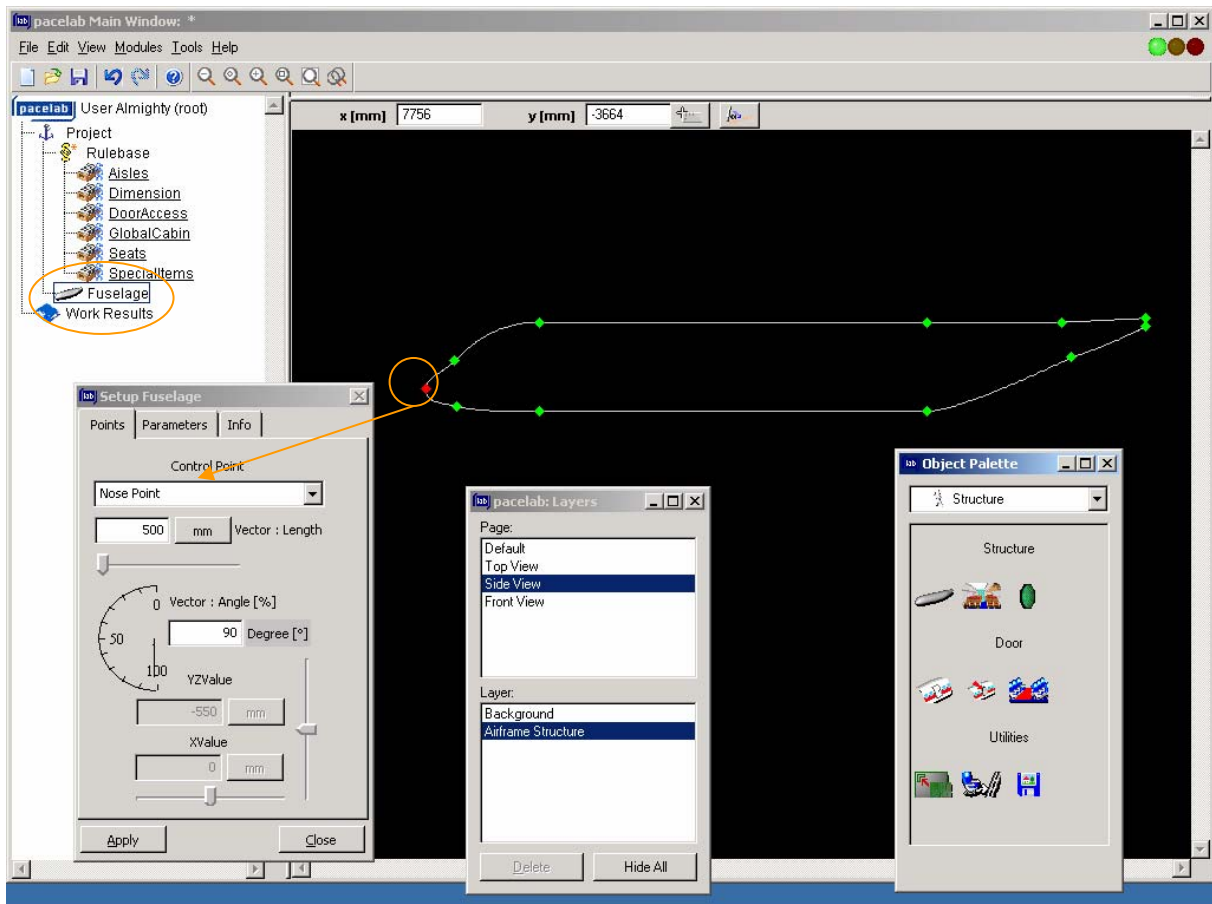 pacelab Main Window: *
File Edit View Modules Tools Help
pacelab User Almighty (root)
Project
Rulebase
Aisles
Dimension
DoorAccess
GlobalCabin
Seats
SpecialItems
Fuselage
Work Results
x [mm] 7756 y [mm] -3664
Setup Fuselage
Points Parameters Info
Control Point
Nose Point
500 mm Vector : Length
0 Vector : Angle [%]
50 90 Degree [°]
100
YZValue
-550 mm
XValue
0 mm
Apply Close
pacelab: Layers
Page:
Default
Top View
Side View
Front View
Layer:
Background
Airframe Structure
Delete Hide All
Object Palette
Structure
Structure
Door
Utilities